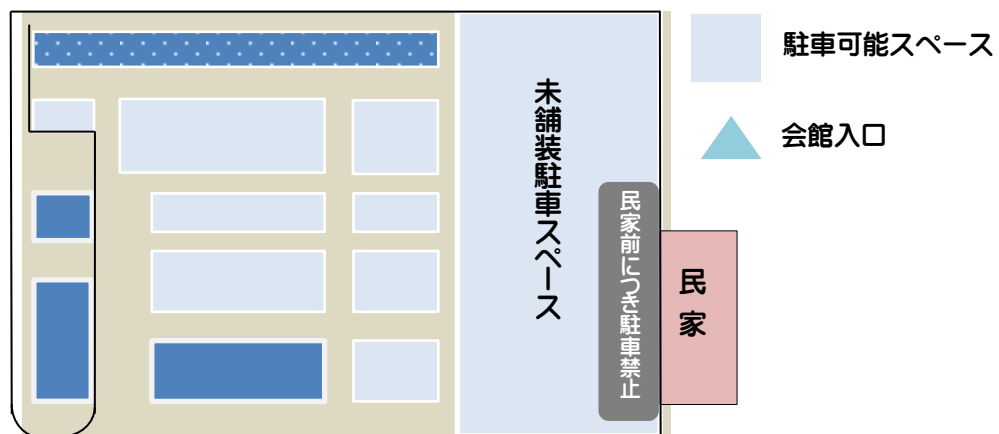 駐車可能スペース
会館入口
未舗装駐車スペース
民家前につき駐車禁止
民家